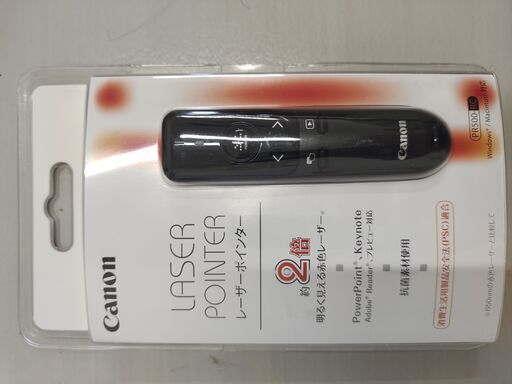 Canon
LASER
POINTER
レーザーポインター
約2倍
明るく見える赤色レーザー。
PowerPoint®、Keynote
Adobe® Reader®、プレビュー対応
抗菌素材使用
消費生活用製品安全法(PSC)適合
Canon
PR500-RC
Windows®/Macintosh対応